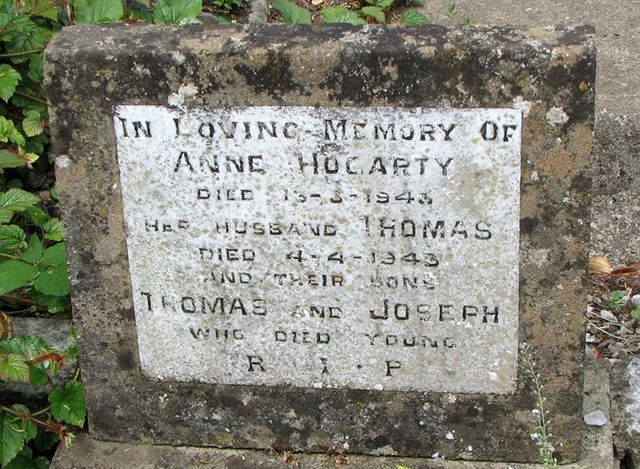 IN LOVING MEMORY OF
ANNE HOGARTY
DIED 13-3-1943
HER HUSBAND THOMAS
DIED 4-4-1943
AND THEIR SONS
THOMAS AND JOSEPH
WHO DIED YOUNG
R · I · P